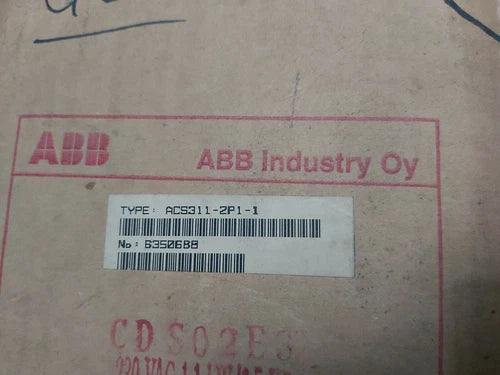 ABB ABB Industry Oy
TYPE: ACS311-2P1-1
No: 6350688
CDS02E3